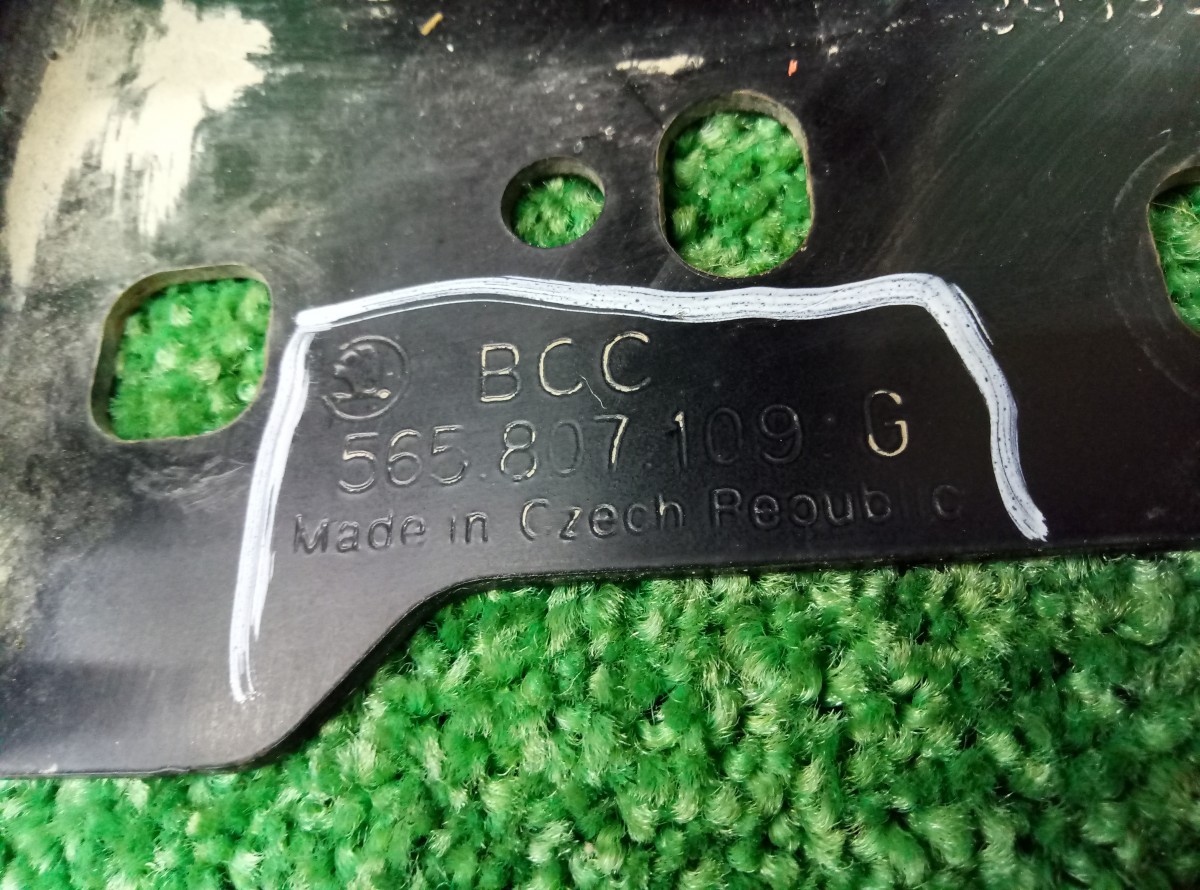 BCC
565.807.109 G
Made in Czech Republic